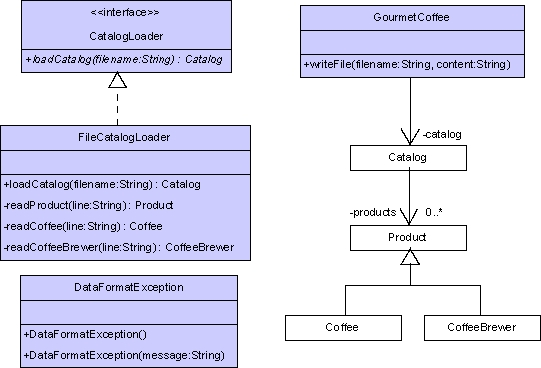 <<interface>>
CatalogLoader
+loadCatalog(filename:String) : Catalog
FileCatalogLoader
+loadCatalog(filename:String) : Catalog
-readProduct(line:String) : Product
-readCoffee(line:String) : Coffee
-readCoffeeBrewer(line:String) : CoffeeBrewer
DataFormatException
+DataFormatException()
+DataFormatException(message:String)
GourmetCoffee
+writeFile(filename:String, content:String)
-catalog
Catalog
-products 0..*
Product
Coffee
CoffeeBrewer